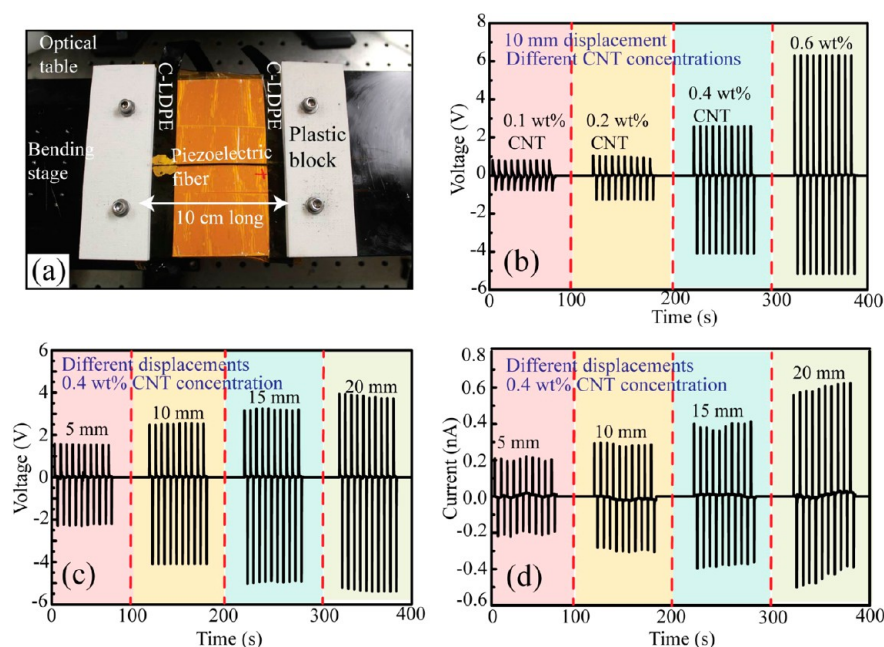 Optical
table
C-LDPE
C-LDPE
Bending
stage
Piezoelectric
fiber
Plastic
block
10 cm long
(a)
8
6
4
2
0
-2
-4
-6
Voltage (V)
10 mm displacement
Different CNT concentrations
0.1 wt%
CNT
0.2 wt%
CNT
0.4 wt%
CNT
0.6 wt%
(b)
0
100
200
300
400
Time (s)
6
4
2
0
-2
-4
-6
Voltage (V)
Different displacements
0.4 wt% CNT concentration
5 mm
10 mm
15 mm
20 mm
(c)
0
100
200
300
400
Time (s)
0.8
0.6
0.4
0.2
0.0
-0.2
-0.4
-0.6
Current (nA)
Different displacements
0.4 wt% CNT concentration
5 mm
10 mm
15 mm
20 mm
(d)
0
100
200
300
400
Time (s)